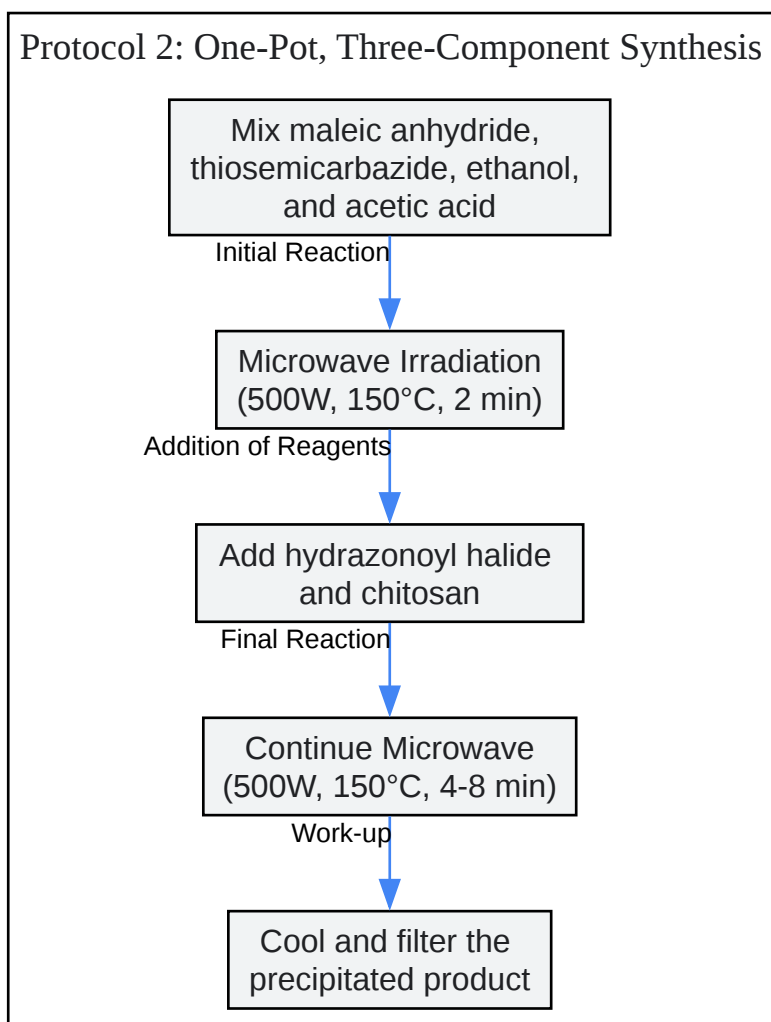 Protocol 2: One-Pot, Three-Component Synthesis
Mix maleic anhydride,
thiosemicarbazide, ethanol,
and acetic acid
Initial Reaction
Microwave Irradiation
(500W, 150°C, 2 min)
Addition of Reagents
Add hydrazonoyl halide
and chitosan
Final Reaction
Continue Microwave
(500W, 150°C, 4-8 min)
Work-up
Cool and filter the
precipitated product